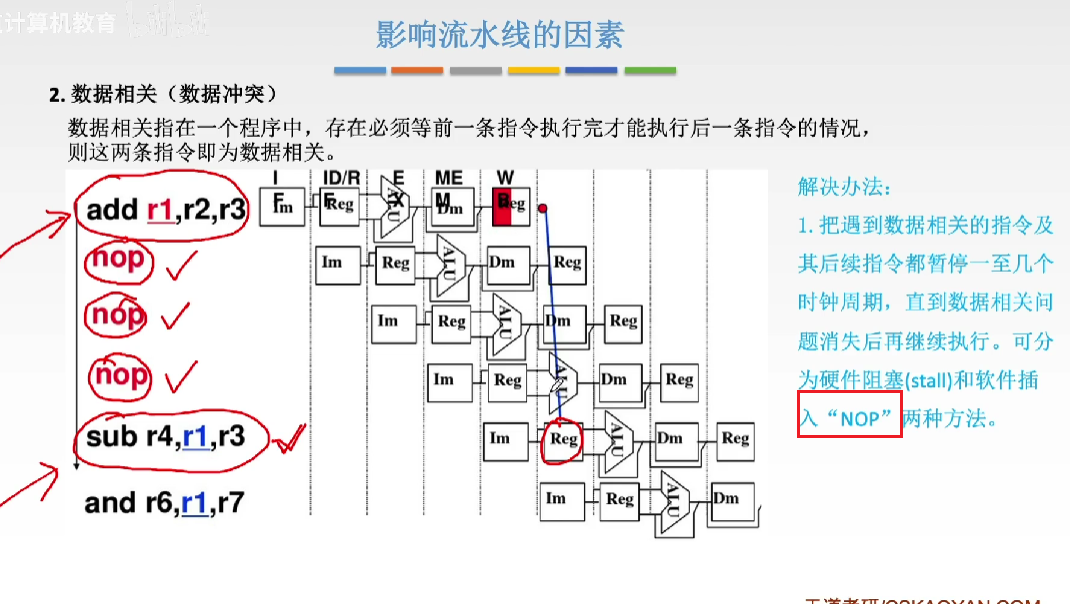 计算机教育
影响流水线的因素
2. 数据相关（数据冲突）
数据相关指在一个程序中，存在必须等前一条指令执行完才能执行后一条指令的情况，
则这两条指令即为数据相关。
IF ID/RF EX MEM WB
add r1,r2,r3 Im Reg ALU Dm Reg
nop Im Reg ALU Dm Reg
nop Im Reg ALU Dm Reg
nop Im Reg ALU Dm Reg
sub r4,r1,r3 Im Reg ALU Dm Reg
and r6,r1,r7 Im Reg ALU Dm
解决办法：
1. 把遇到数据相关的指令及
其后续指令都暂停一至几个
时钟周期，直到数据相关问
题消失后再继续执行。可分
为硬件阻塞(stall)和软件插
入“NOP”两种方法。